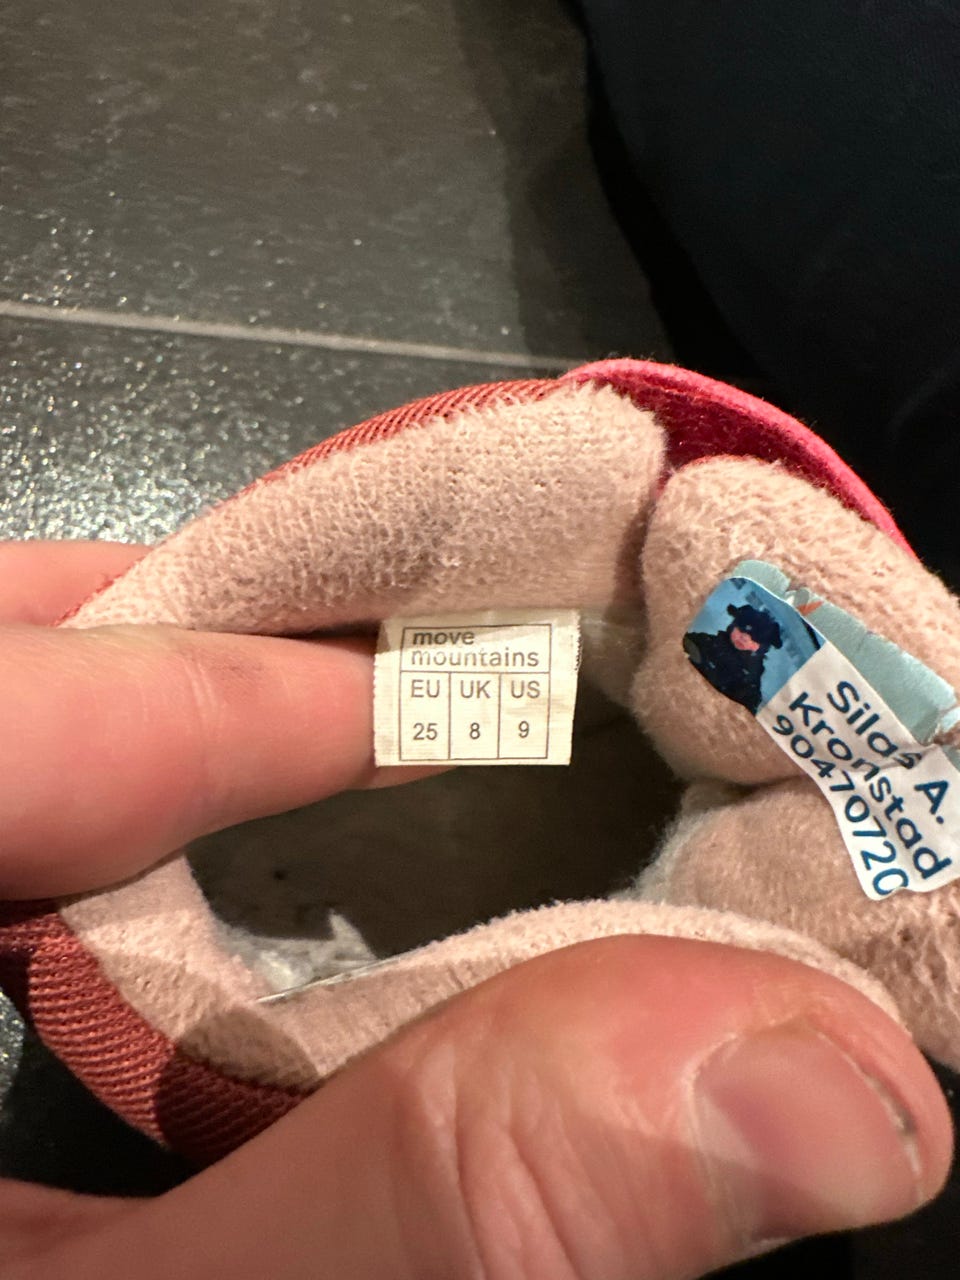 move
mountains
EU UK US
25 8 9
Silas A.
Kronstad
90470720